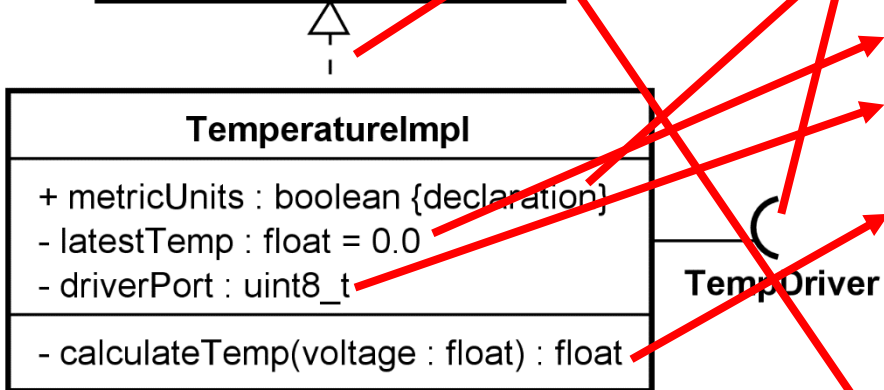 TemperatureImpl
+ metricUnits : boolean {declaration}
- latestTemp : float = 0.0
- driverPort : uint8_t
TempDriver
- calculateTemp(voltage : float) : float